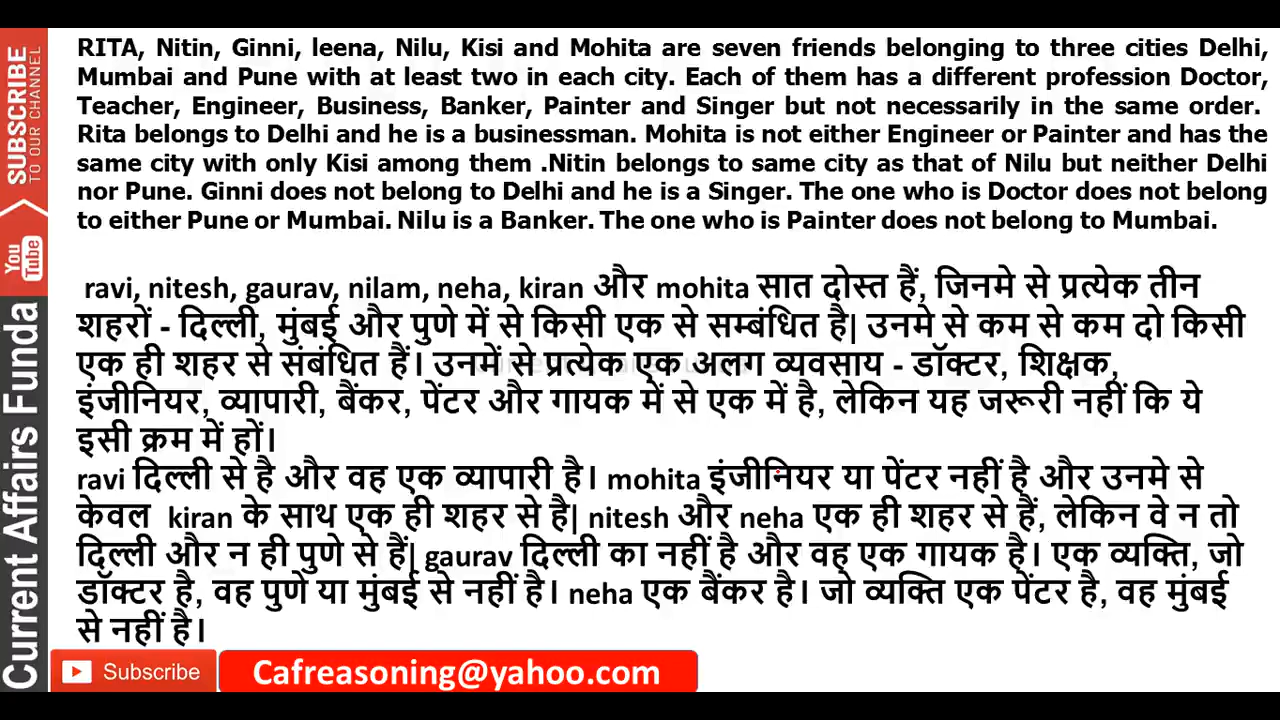 RITA, Nitin, Ginni, leena, Nilu, Kisi and Mohita are seven friends belonging to three cities Delhi,
Mumbai and Pune with at least two in each city. Each of them has a different profession Doctor,
Teacher, Engineer, Business, Banker, Painter and Singer but not necessarily in the same order.
Rita belongs to Delhi and he is a businessman. Mohita is not either Engineer or Painter and has the
same city with only Kisi among them .Nitin belongs to same city as that of Nilu but neither Delhi
nor Pune. Ginni does not belong to Delhi and he is a Singer. The one who is Doctor does not belong
to either Pune or Mumbai. Nilu is a Banker. The one who is Painter does not belong to Mumbai.
ravi, nitesh, gaurav, nilam, neha, kiran और mohita सात दोस्त हैं, जिनमे से प्रत्येक तीन
शहरों - दिल्ली, मुंबई और पुणे में से किसी एक से सम्बंधित है| उनमे से कम से कम दो किसी
एक ही शहर से संबंधित हैं। उनमें से प्रत्येक एक अलग व्यवसाय - डॉक्टर, शिक्षक,
इंजीनियर, व्यापारी, बैंकर, पेंटर और गायक में से एक में है, लेकिन यह जरूरी नहीं कि ये
इसी क्रम में हों।
ravi दिल्ली से है और वह एक व्यापारी है। mohita इंजीनियर या पेंटर नहीं है और उनमे से
केवल kiran के साथ एक ही शहर से है| nitesh और neha एक ही शहर से हैं, लेकिन वे न तो
दिल्ली और न ही पुणे से हैं| gaurav दिल्ली का नहीं है और वह एक गायक है। एक व्यक्ति, जो
डॉक्टर है, वह पुणे या मुंबई से नहीं है। neha एक बैंकर है। जो व्यक्ति एक पेंटर है, वह मुंबई
से नहीं है।
SUBSCRIBE
TO OUR CHANNEL
You
Tube
Current Affairs Funda
Subscribe
Cafreasoning@yahoo.com